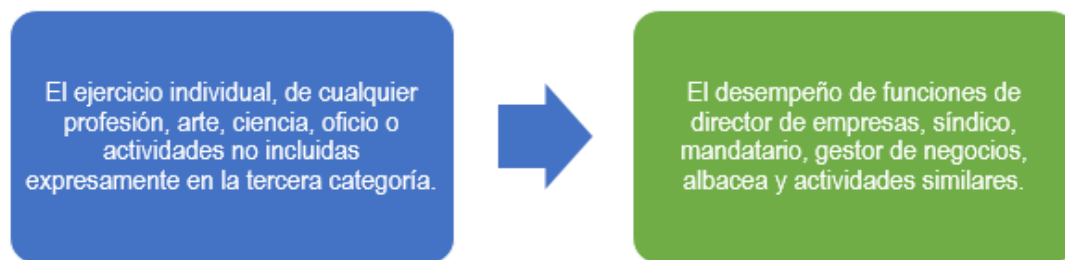 El ejercicio individual, de cualquier
profesión, arte, ciencia, oficio o
actividades no incluidas
expresamente en la tercera categoría.
El desempeño de funciones de
director de empresas, síndico,
mandatario, gestor de negocios,
albacea y actividades similares.